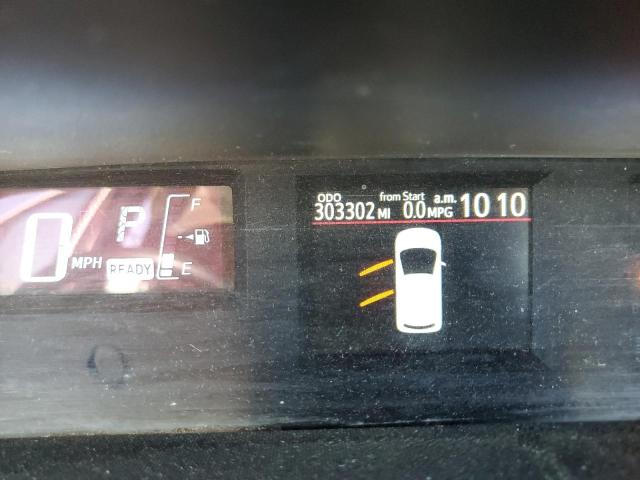 ODO from Start a.m.
303302 MI 0.0 MPG 10 10
0 MPH P READY F E